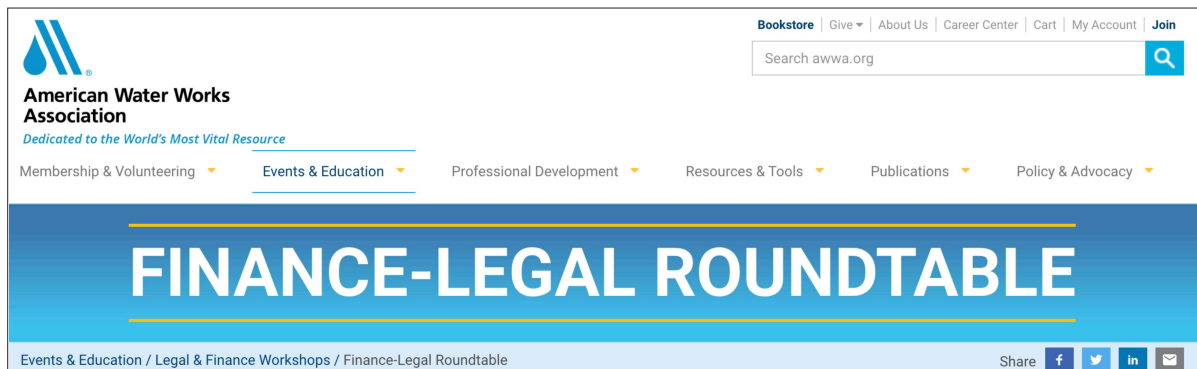 Bookstore | Give | About Us | Career Center | Cart | My Account | Join
Search awwa.org
®
American Water Works
Association
Dedicated to the World's Most Vital Resource
Membership & Volunteering
Events & Education
Professional Development
Resources & Tools
Publications
Policy & Advocacy
FINANCE-LEGAL ROUNDTABLE
Events & Education / Legal & Finance Workshops / Finance-Legal Roundtable
Share f in